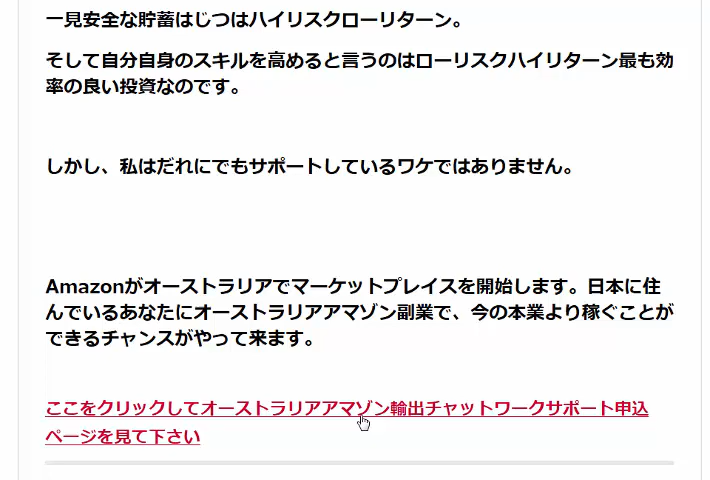 一見安全な貯蓄はじつはハイリスクローリターン。
そして自分自身のスキルを高めると言うのはローリスクハイリターン最も効
率の良い投資なのです。
しかし、私はだれにでもサポートしているワケではありません。
Amazonがオーストラリアでマーケットプレイスを開始します。日本に住
んでいるあなたにオーストラリアアマゾン副業で、今の本業より稼ぐことが
できるチャンスがやって来ます。
ここをクリックしてオーストラリアアマゾン輸出チャットワークサポート申込
ページを見て下さい